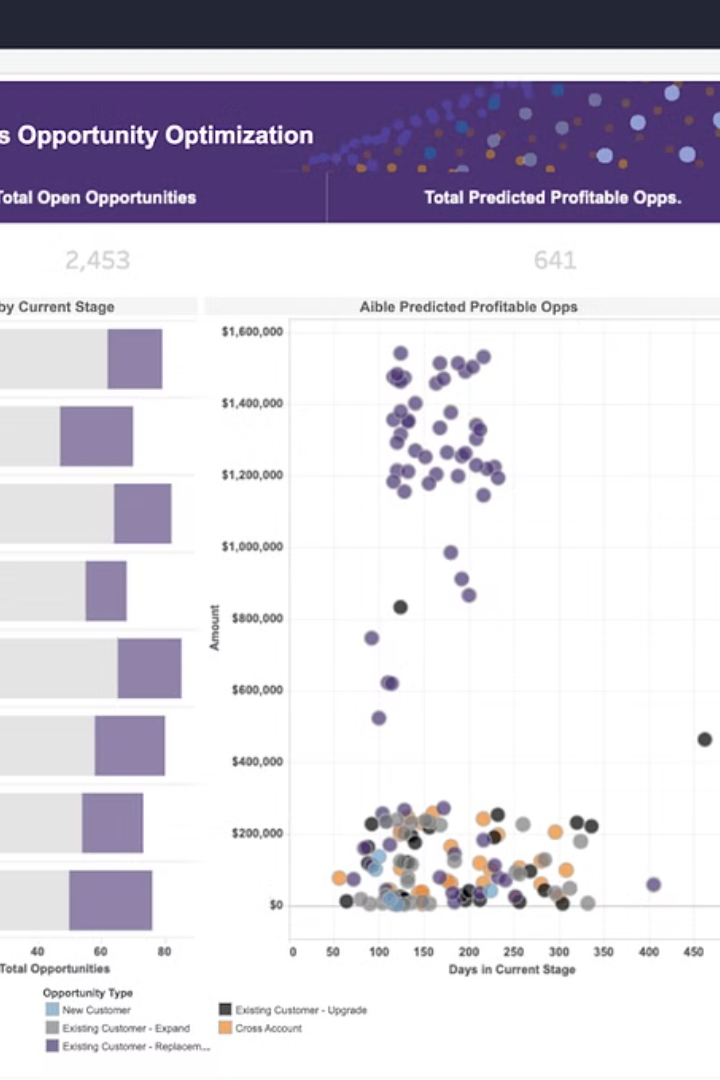 s Opportunity Optimization
Total Open Opportunities
Total Predicted Profitable Opps.
2,453
641
by Current Stage
Aible Predicted Profitable Opps
$1,600,000
$1,400,000
$1,200,000
$1,000,000
$800,000
$600,000
$400,000
$200,000
$0
Amount
0 50 100 150 200 250 300 350 400 450
Days in Current Stage
40 60 80
Total Opportunities
Opportunity Type
New Customer
Existing Customer - Expand
Existing Customer - Replacem...
Existing Customer - Upgrade
Cross Account